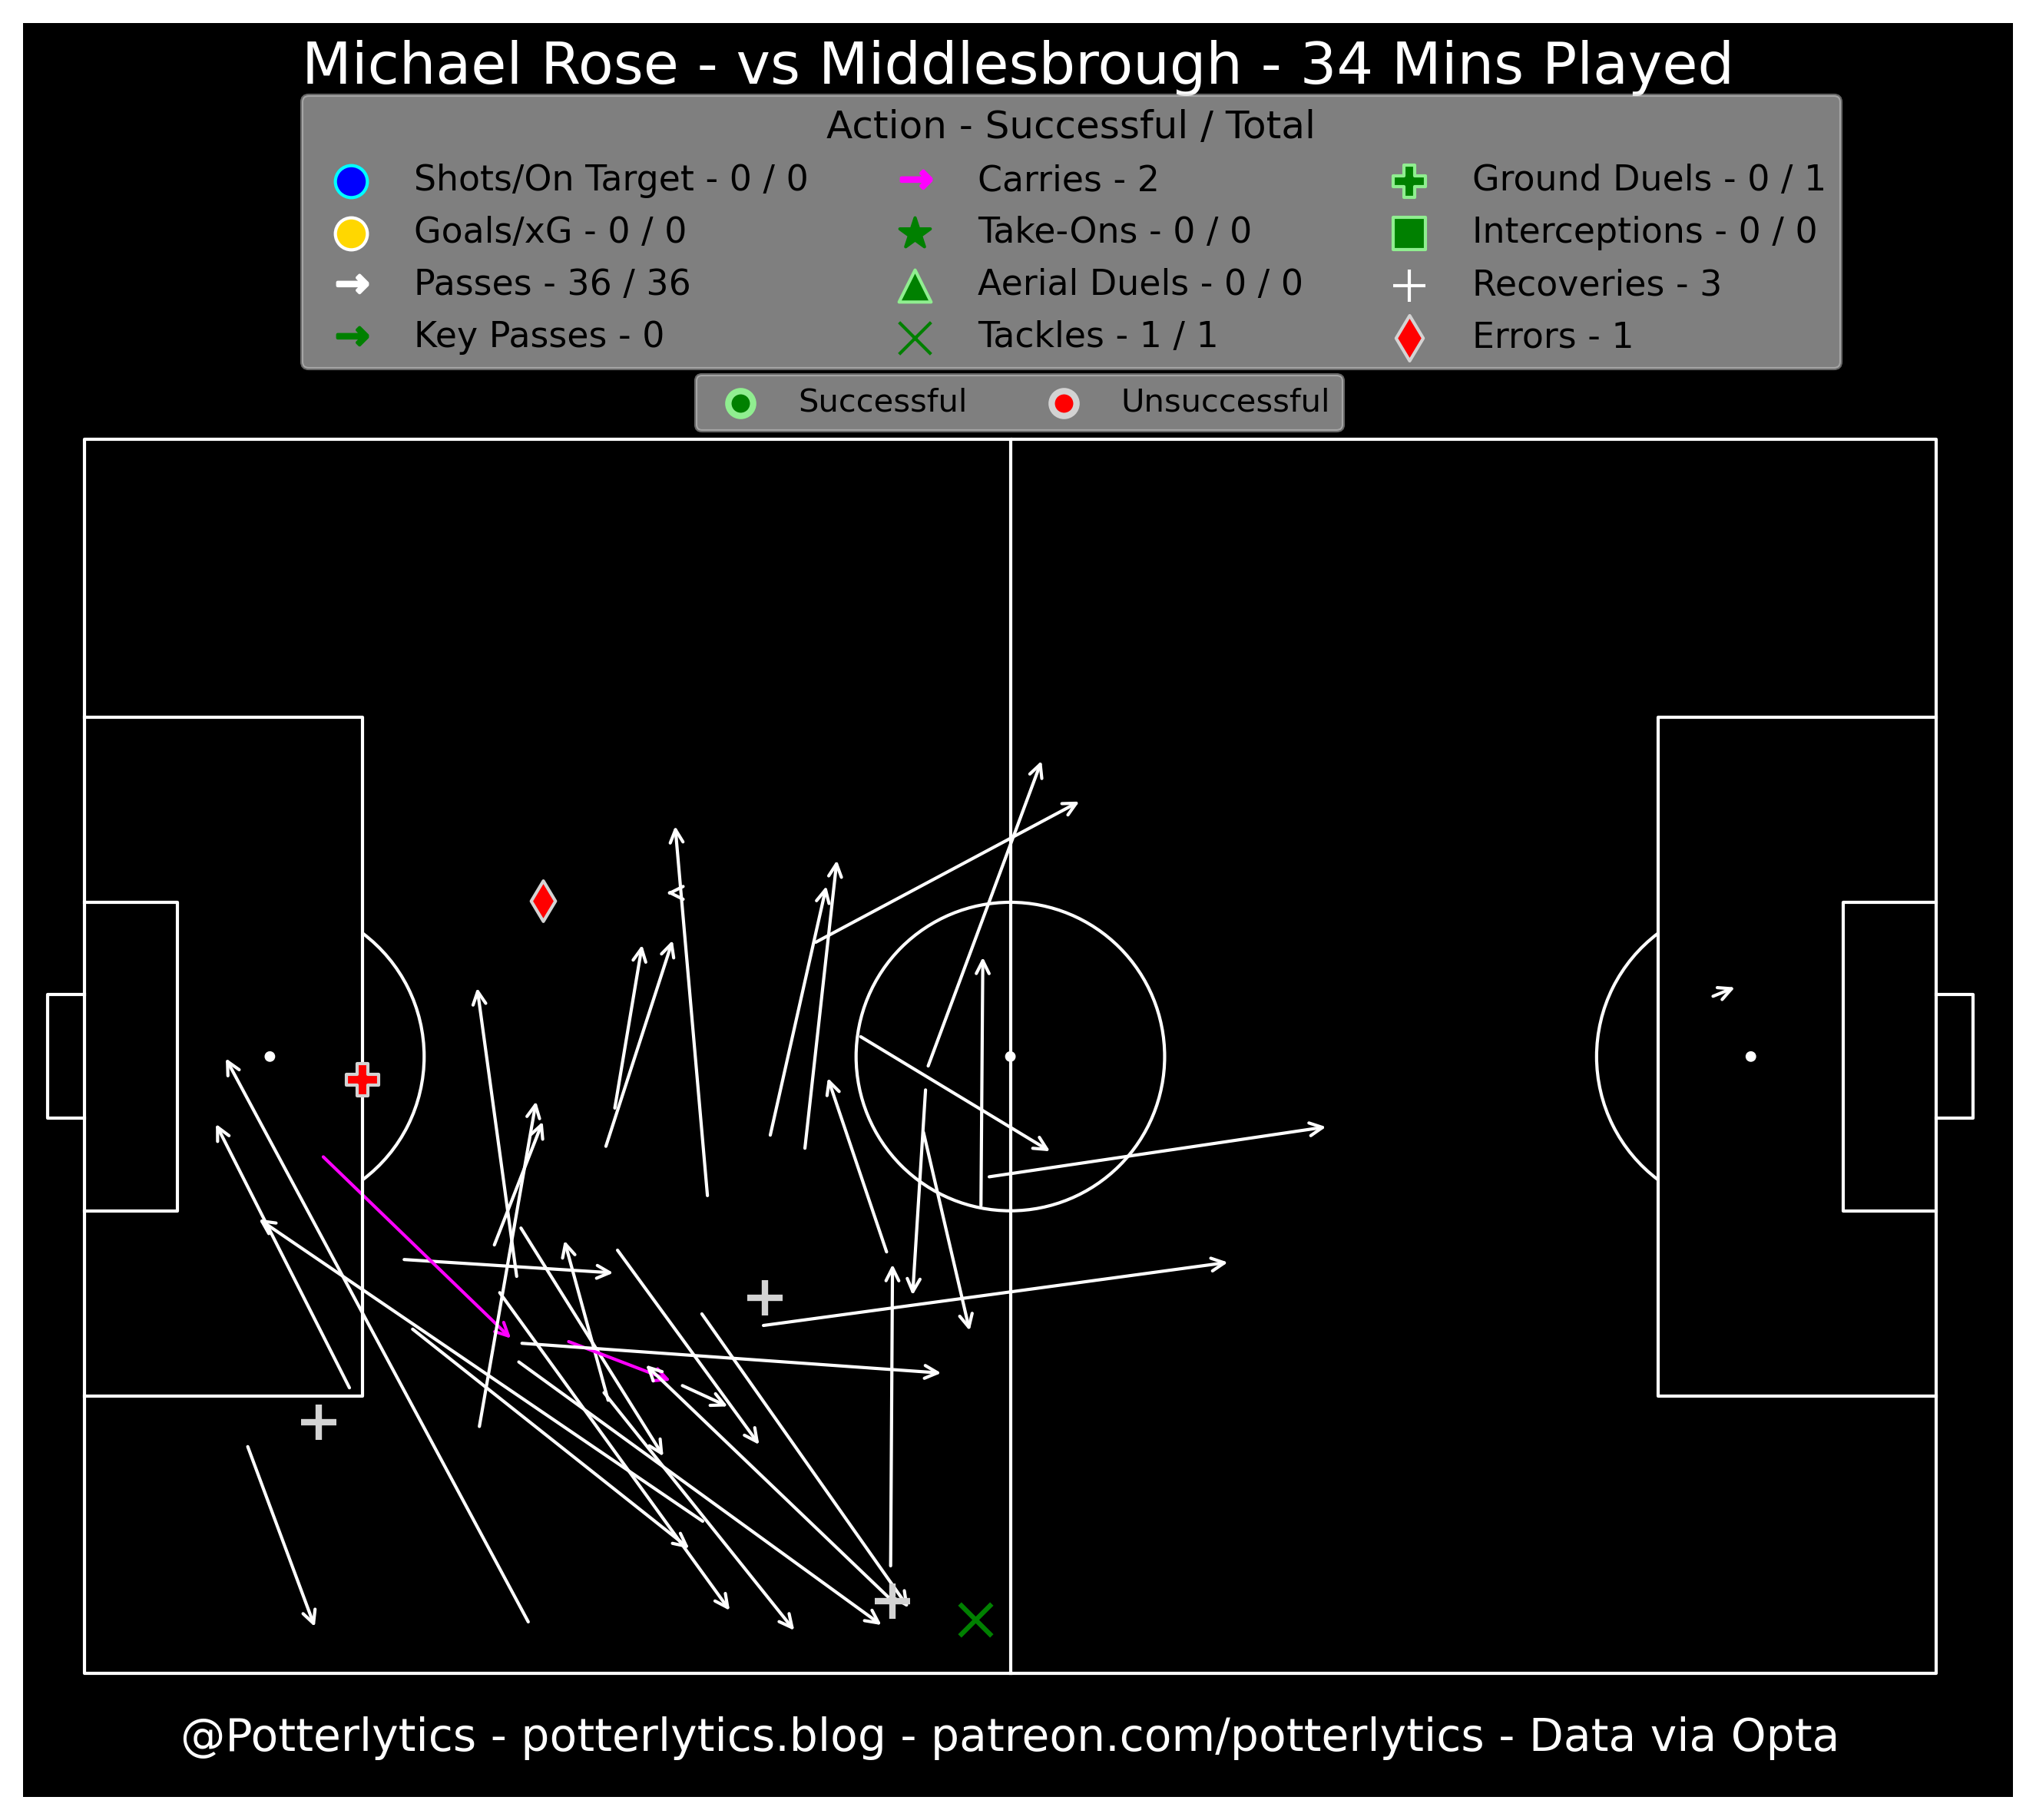 Michael Rose - vs Middlesbrough - 34 Mins Played
Action - Successful / Total
Shots/On Target - 0 / 0
Goals/xG - 0 / 0
Passes - 36 / 36
Key Passes - 0
Carries - 2
Take-Ons - 0 / 0
Aerial Duels - 0 / 0
Tackles - 1 / 1
Ground Duels - 0 / 1
Interceptions - 0 / 0
Recoveries - 3
Errors - 1
Successful
Unsuccessful
@Potterlytics - potterlytics.blog - patreon.com/potterlytics - Data via Opta